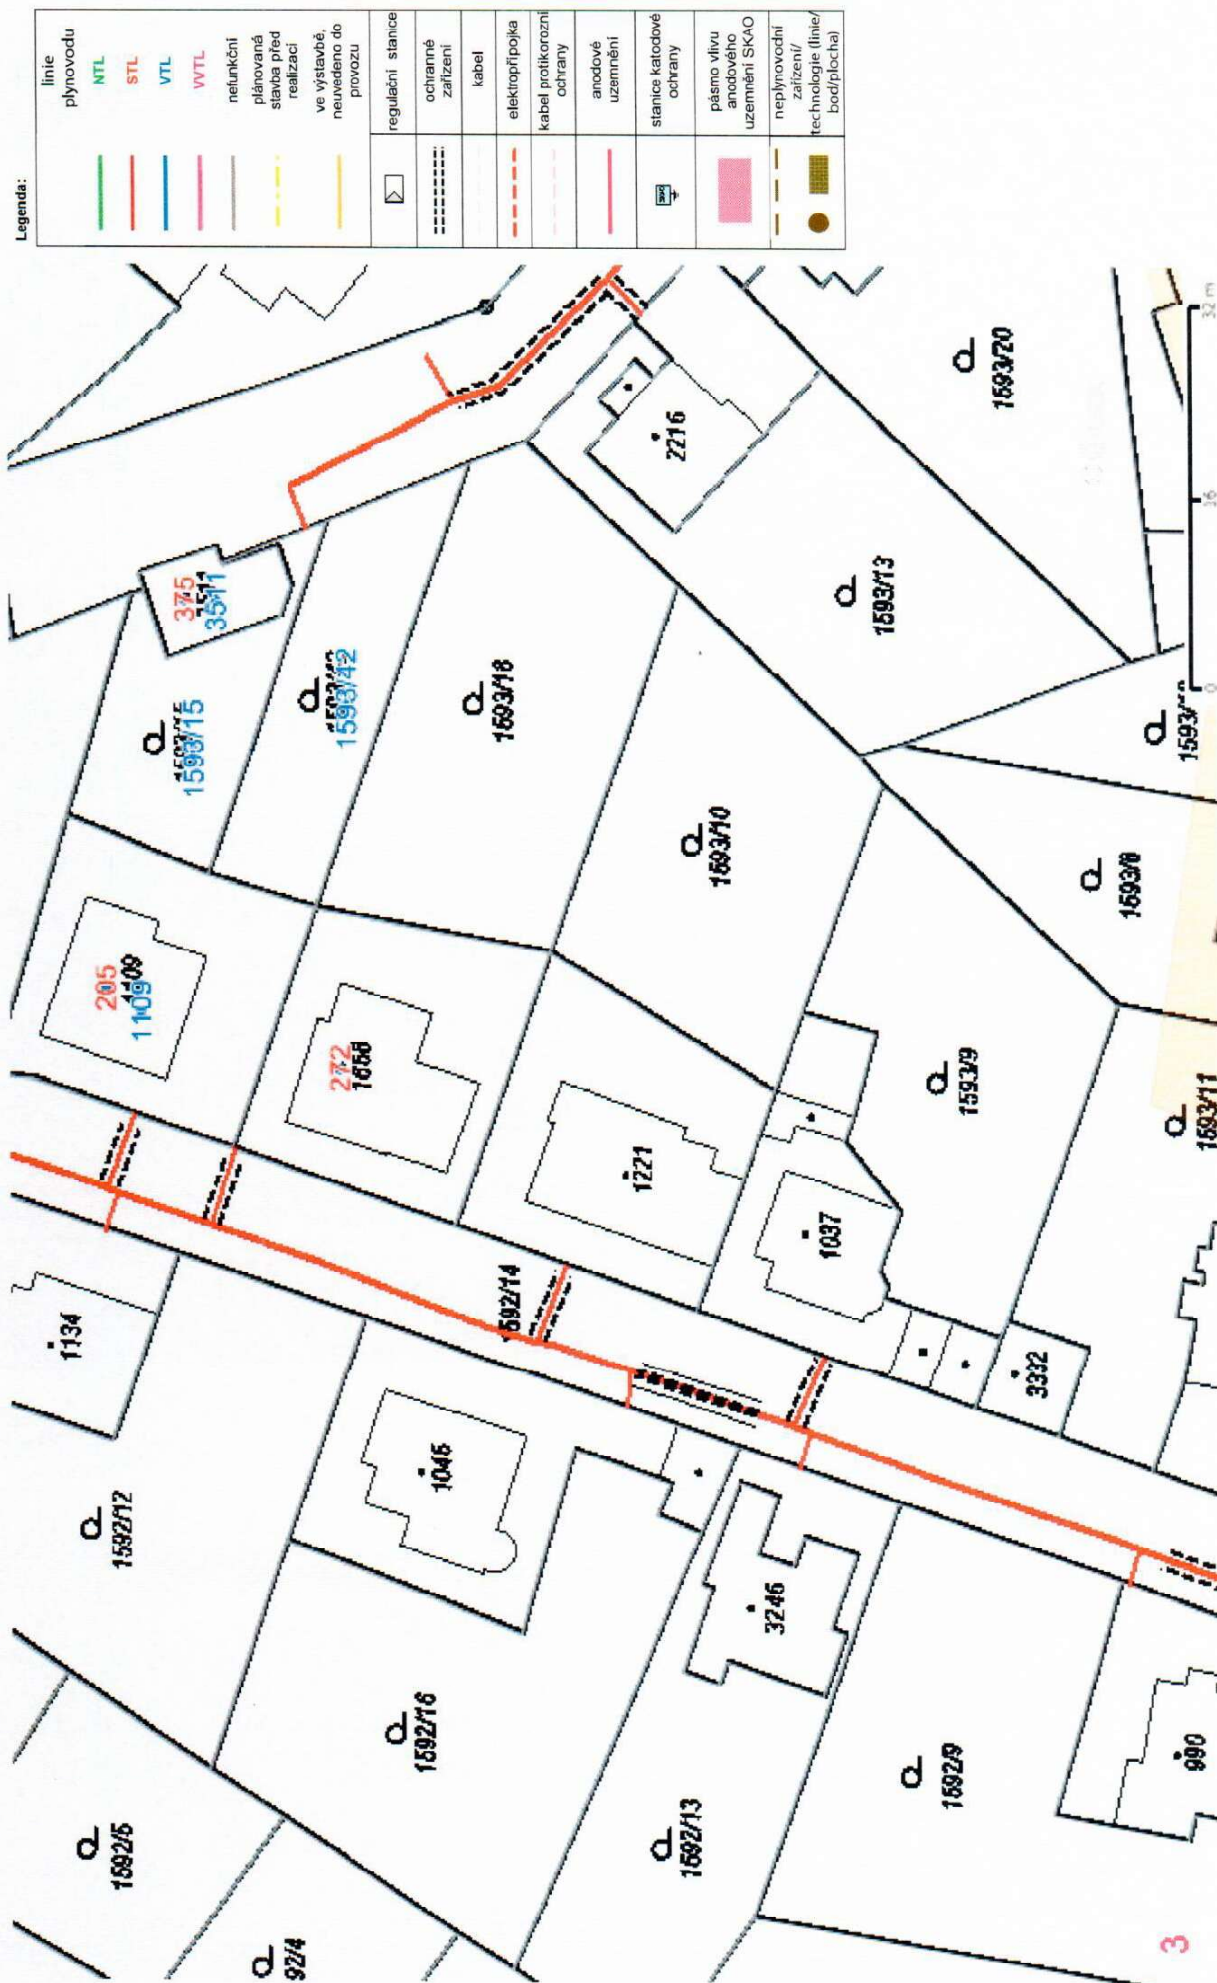 Legenda:
linie
plynovodu
NTL
STL
VTL
VVTL
nefunkční
plánovaná
stavba před
realizací
ve výstavbě,
neuvedeno do
provozu
regulační stanice
ochranné
zařízení
kabel
elektropřípojka
kabel protikorozní
ochrany
anodové
uzemnění
stanice katodové
ochrany
pásmo vlivu
anodového
uzemnění SKAO
neplynovodní
zařízení/
technologie (linie/
bod/plocha)
1592/5
92/4
1592/12
1134
205
1109
1593/15
375
3511
1593/42
272
1045
1592/16
1592/14
1593/16
1221
1593/10
2216
1592/13
3246
1037
1593/13
1592/9
1593/9
1593/20
3332
1593/8
990
1593/11
3
0
16
32 m